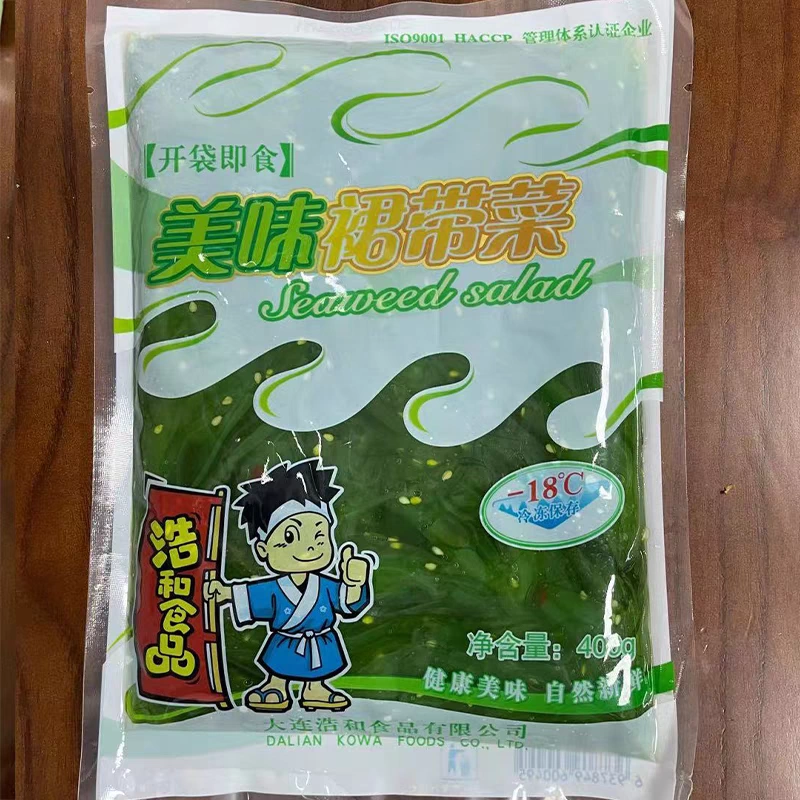 ISO9001 HACCP 管理体系认证企业
【开袋即食】
美味裙带菜
Seaweed salad
-18℃
冷冻保存
浩和食品
净含量：400g
健康美味 自然新鲜
大连浩和食品有限公司
DALIAN KOWA FOODS CO., LTD.
6 937849 600495